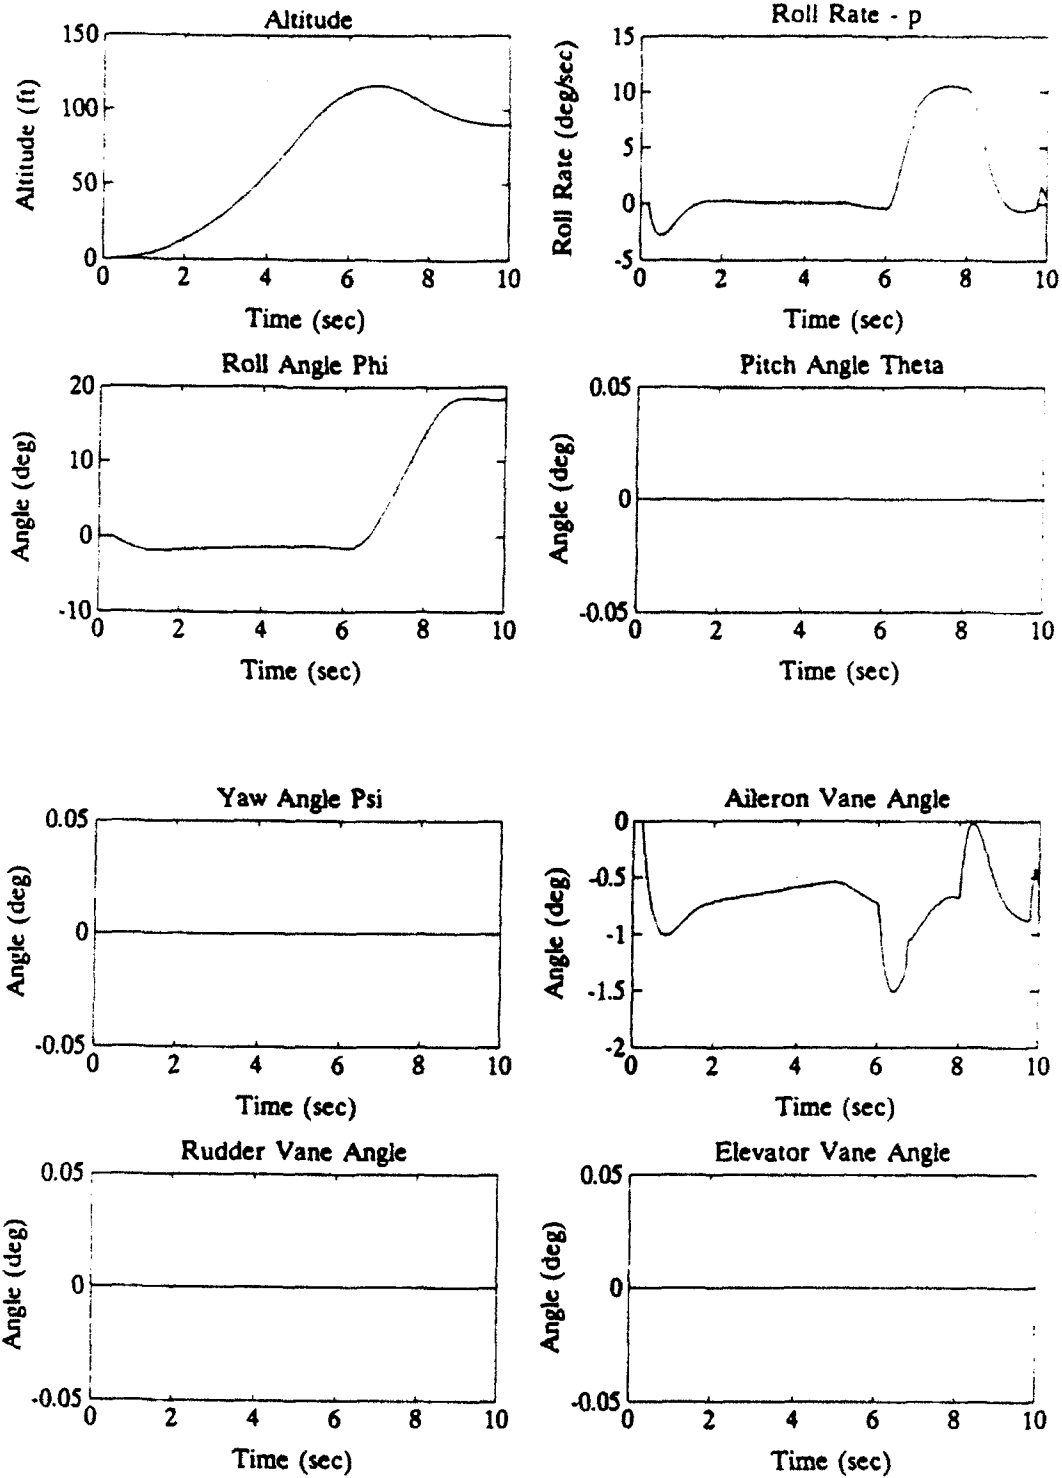 Altitude
150
100
50
0
Altitude (ft)
0 2 4 6 8 10
Time (sec)
Roll Rate - p
15
10
5
0
-5
Roll Rate (deg/sec)
0 2 4 6 8 10
Time (sec)
Roll Angle Phi
20
10
0
-10
Angle (deg)
0 2 4 6 8 10
Time (sec)
Pitch Angle Theta
0.05
0
-0.05
Angle (deg)
0 2 4 6 8 10
Time (sec)
Yaw Angle Psi
0.05
0
-0.05
Angle (deg)
0 2 4 6 8 10
Time (sec)
Aileron Vane Angle
0
-0.5
-1
-1.5
-2
Angle (deg)
0 2 4 6 8 10
Time (sec)
Rudder Vane Angle
0.05
0
-0.05
Angle (deg)
0 2 4 6 8 10
Time (sec)
Elevator Vane Angle
0.05
0
-0.05
Angle (deg)
0 2 4 6 8 10
Time (sec)